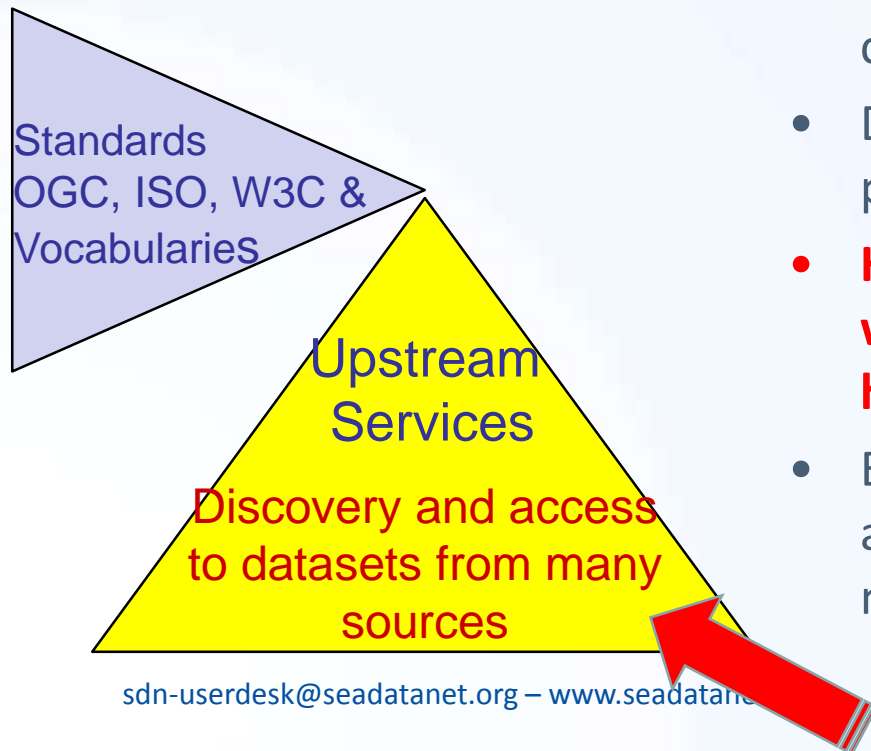 Standards
OGC, ISO, W3C &
Vocabularies
Upstream
Services
Discovery and access
to datasets from many
sources
sdn-userdesk@seadatanet.org – www.seadatane